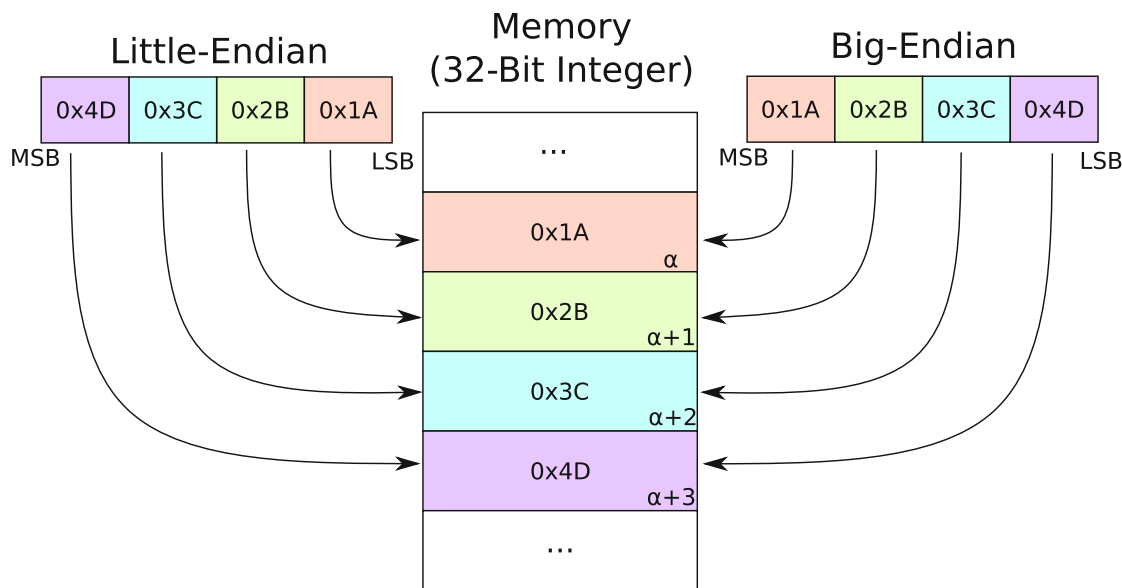 Little-Endian
0x4D 0x3C 0x2B 0x1A
MSB
LSB
Memory
(32-Bit Integer)
...
0x1A
α
0x2B
α+1
0x3C
α+2
0x4D
α+3
...
Big-Endian
0x1A 0x2B 0x3C 0x4D
MSB
LSB